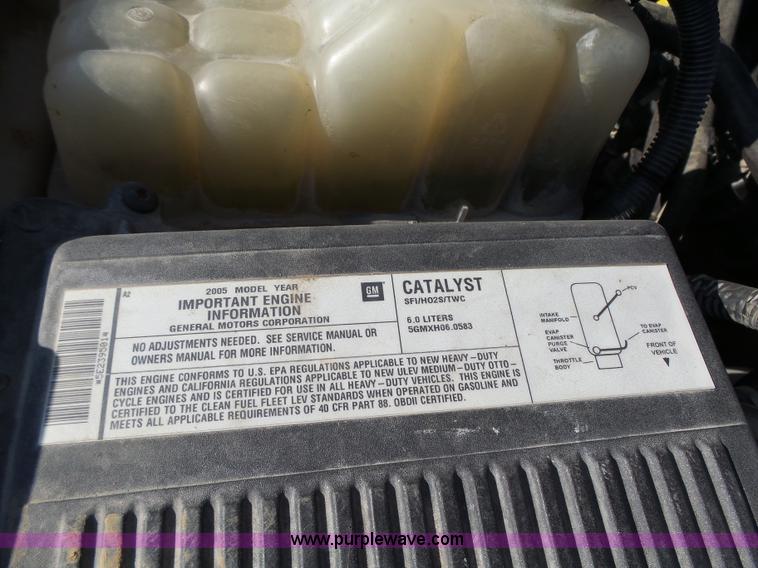 A2
2005 MODEL YEAR
IMPORTANT ENGINE
INFORMATION
GENERAL MOTORS CORPORATION
GM
CATALYST
SFI/HO2S/TWC
6.0 LITERS
5GMXH06.0583
NO ADJUSTMENTS NEEDED. SEE SERVICE MANUAL OR
OWNERS MANUAL FOR MORE INFORMATION.
THIS ENGINE CONFORMS TO U.S. EPA REGULATIONS APPLICABLE TO NEW HEAVY-DUTY
ENGINES AND CALIFORNIA REGULATIONS APPLICABLE TO NEW ULEV MEDIUM-DUTY OTTO-
CYCLE ENGINES AND IS CERTIFIED FOR USE IN ALL HEAVY-DUTY VEHICLES. THIS ENGINE IS
CERTIFIED TO THE CLEAN FUEL FLEET LEV STANDARDS WHEN OPERATED ON GASOLINE AND
MEETS ALL APPLICABLE REQUIREMENTS OF 40 CFR PART 88. OBDII CERTIFIED.
PCV
INTAKE
MANIFOLD
EVAP
CANISTER
PURGE
VALVE
THROTTLE
BODY
TO EVAP
CANISTER
FRONT OF
VEHICLE
www.purplewave.com